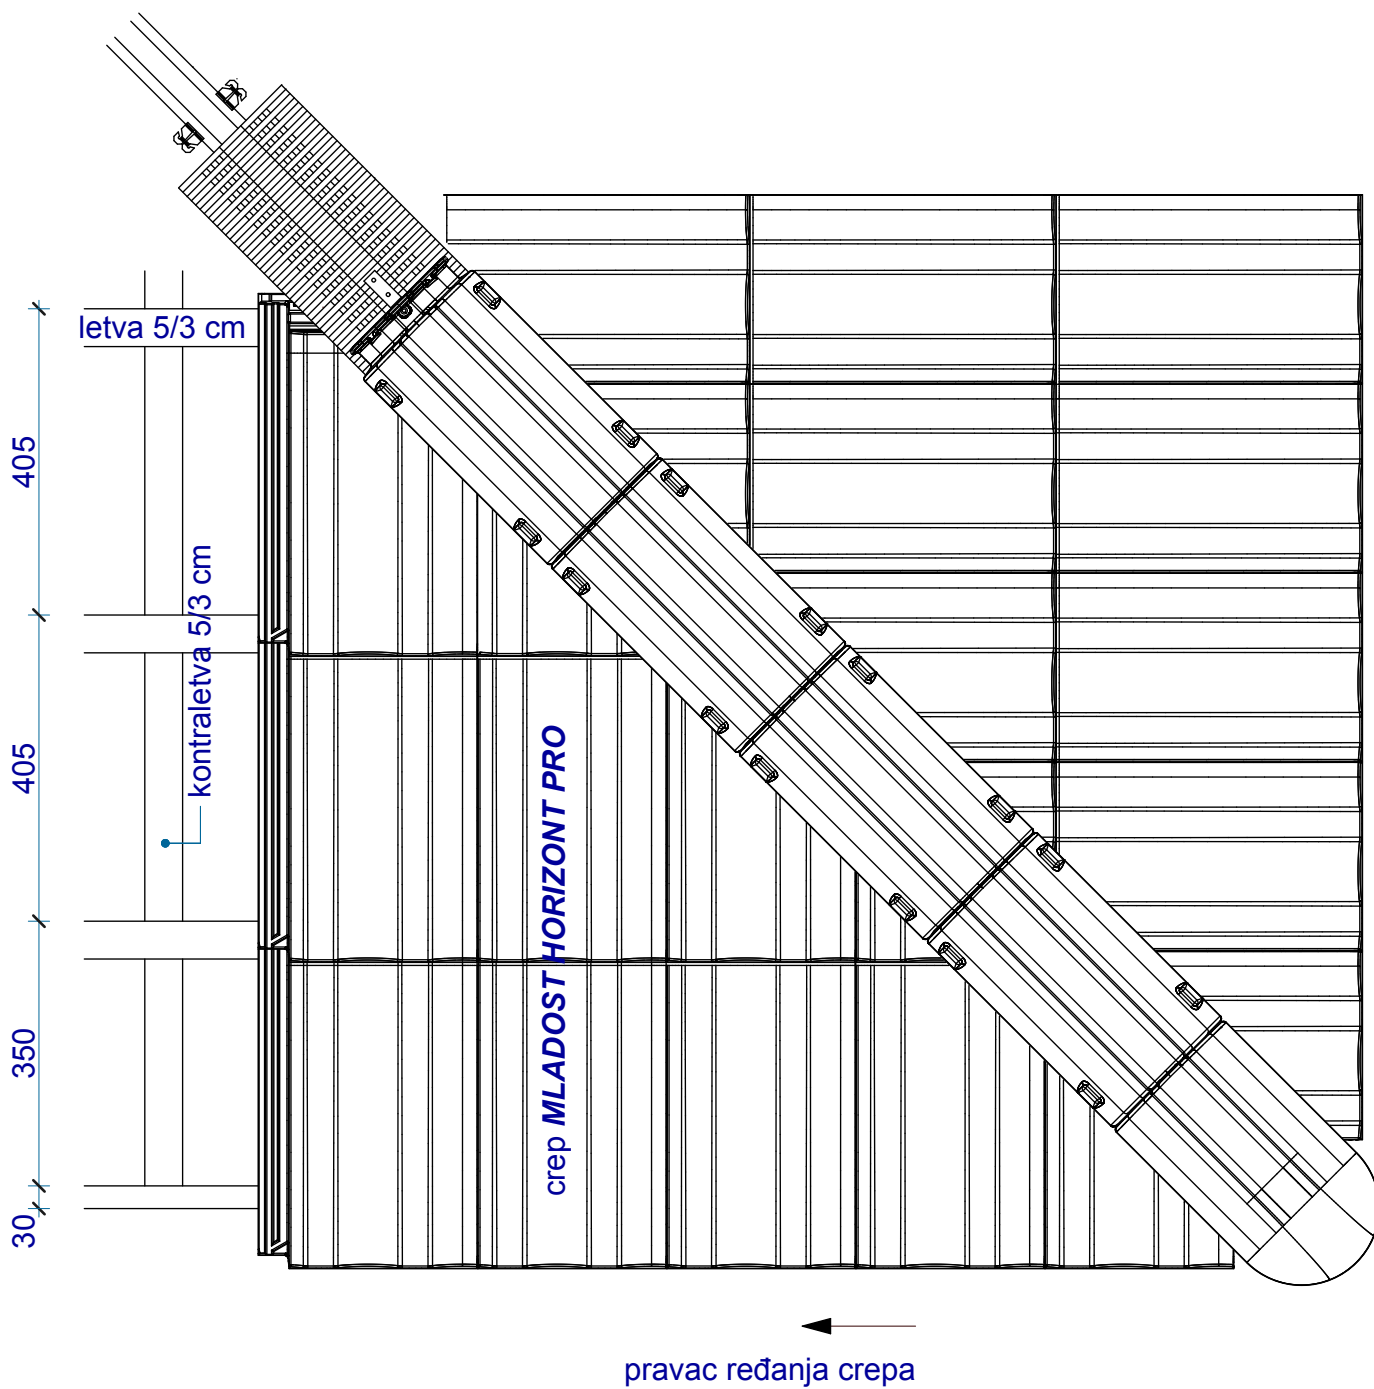 letva 5/3 cm
405
kontraletva 5/3 cm
405
crep MLADOST HORIZONT PRO
350
30
pravac ređanja crepa